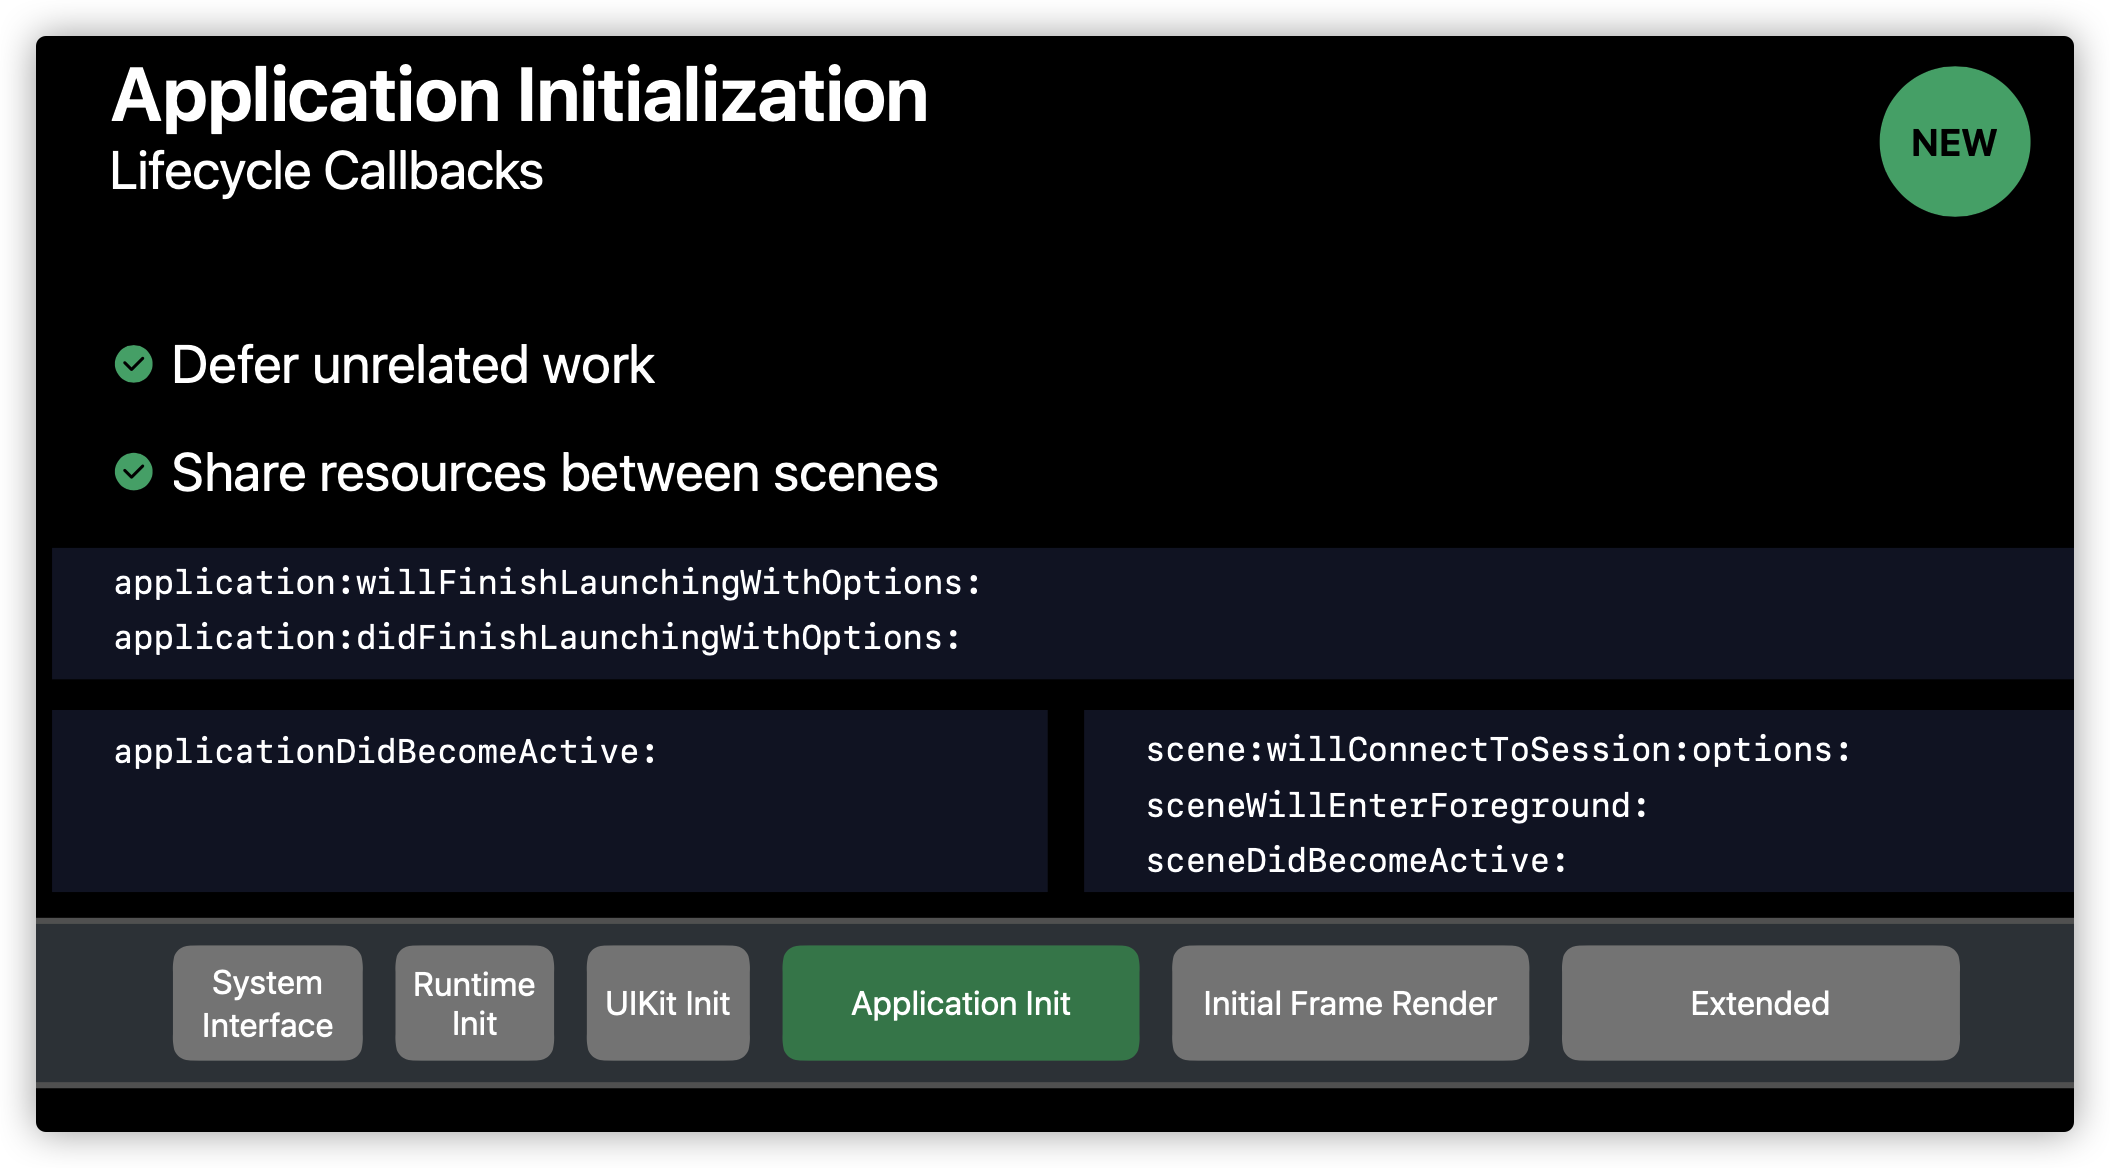 Application Initialization
Lifecycle Callbacks
NEW
Defer unrelated work
Share resources between scenes
application:willFinishLaunchingWithOptions:
application:didFinishLaunchingWithOptions:
applicationDidBecomeActive:
scene:willConnectToSession:options:
sceneWillEnterForeground:
sceneDidBecomeActive:
System
Interface
Runtime
Init
UIKit Init
Application Init
Initial Frame Render
Extended